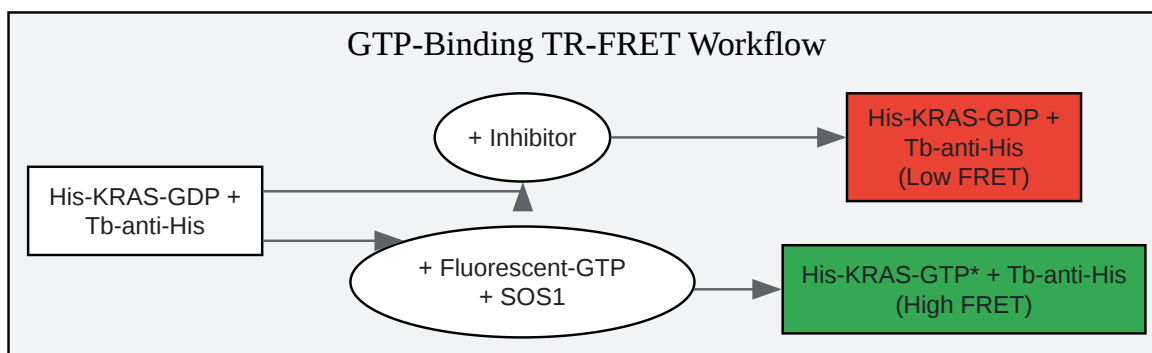 GTP-Binding TR-FRET Workflow
+ Inhibitor
His-KRAS-GDP +
Tb-anti-His
(Low FRET)
His-KRAS-GDP +
Tb-anti-His
+ Fluorescent-GTP
+ SOS1
His-KRAS-GTP* + Tb-anti-His
(High FRET)